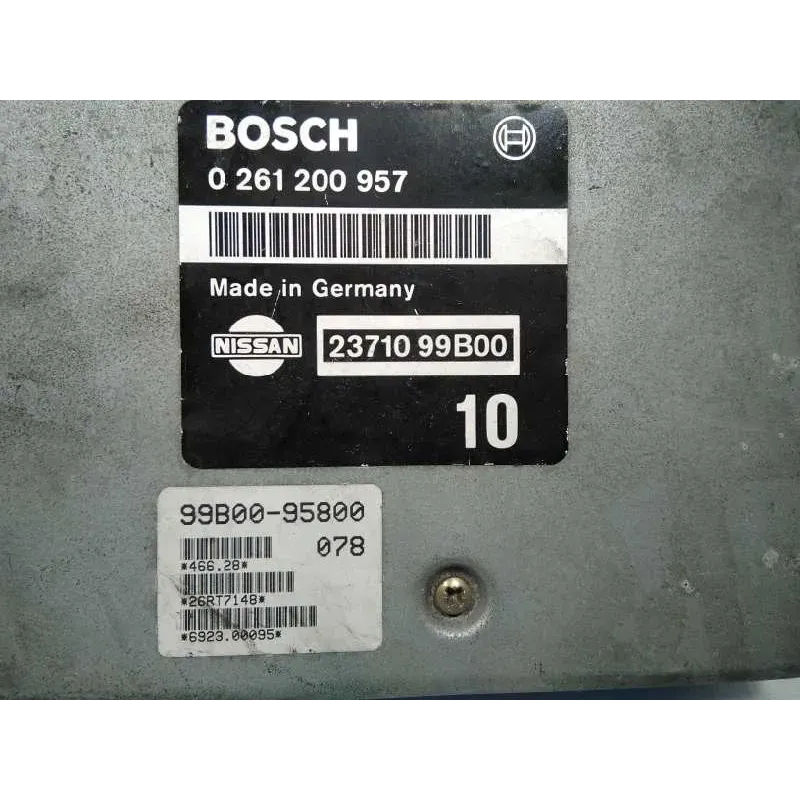 BOSCH
0 261 200 957
Made in Germany
NISSAN 23710 99B00
10
99B00-95800
078
*466.28*
*26RT7148*
*6923.00095*